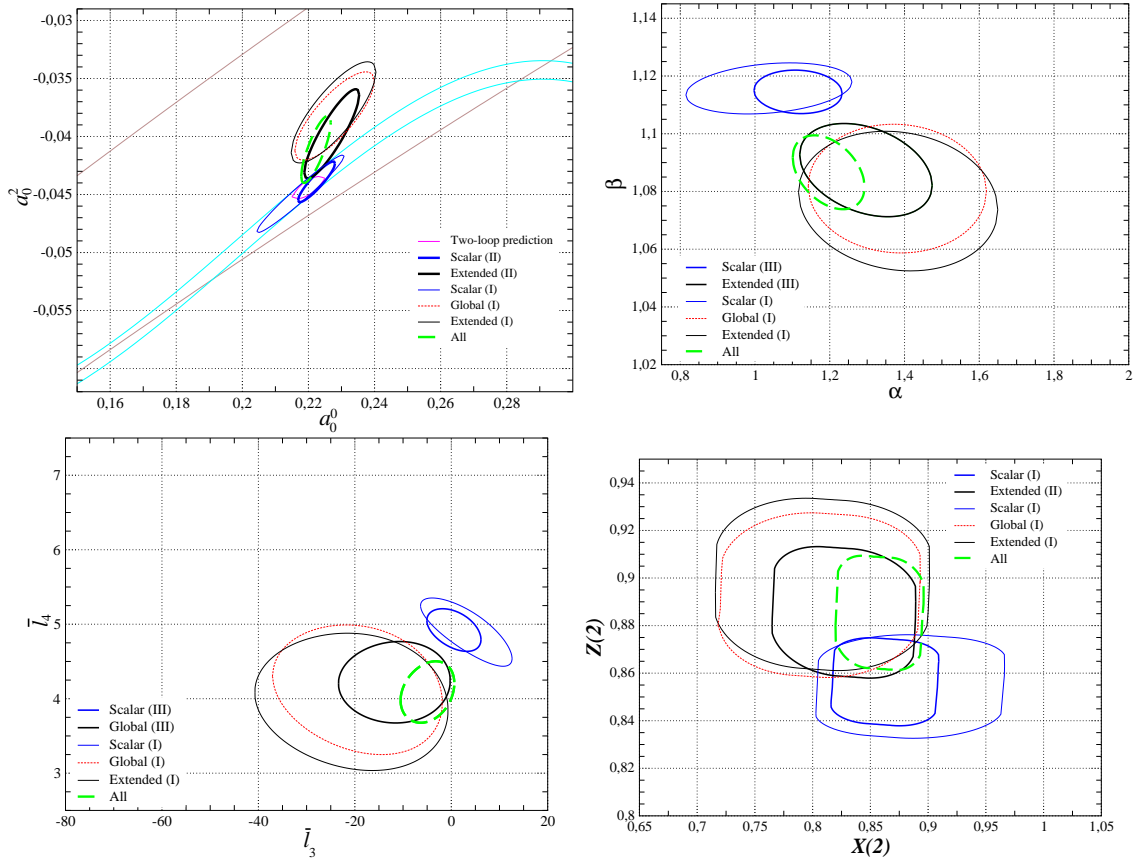 -0,03
-0,035
-0,04
-0,045
-0,05
-0,055
a₀²
0,16
0,18
0,2
0,22
0,24
0,26
0,28
a₀⁰
Two-loop prediction
Scalar (II)
Extended (II)
Scalar (I)
Global (I)
Extended (I)
All
1,14
1,12
1,1
1,08
1,06
1,04
1,02
β
0,8
1
1,2
1,4
1,6
1,8
2
α
Scalar (III)
Extended (III)
Scalar (I)
Global (I)
Extended (I)
All
7
6
5
4
3
l̄₄
-80
-60
-40
-20
0
20
l̄₃
Scalar (III)
Global (III)
Scalar (I)
Global (I)
Extended (I)
All
0,94
0,92
0,9
0,88
0,86
0,84
0,82
0,8
Z(2)
0,65
0,7
0,75
0,8
0,85
0,9
0,95
1
1,05
X(2)
Scalar (I)
Extended (II)
Scalar (I)
Global (I)
Extended (I)
All